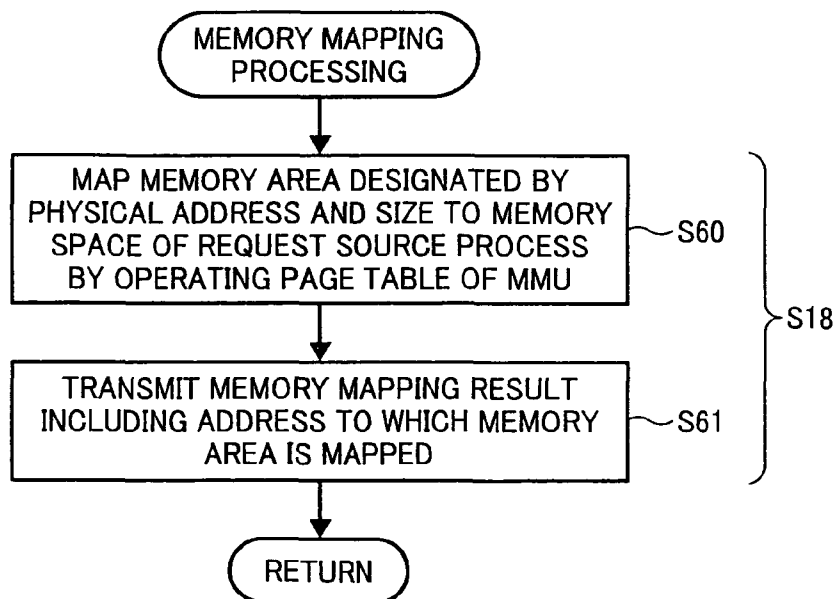 MEMORY MAPPING
PROCESSING
MAP MEMORY AREA DESIGNATED BY
PHYSICAL ADDRESS AND SIZE TO MEMORY
SPACE OF REQUEST SOURCE PROCESS
BY OPERATING PAGE TABLE OF MMU
S60
S18
TRANSMIT MEMORY MAPPING RESULT
INCLUDING ADDRESS TO WHICH MEMORY
AREA IS MAPPED
S61
RETURN